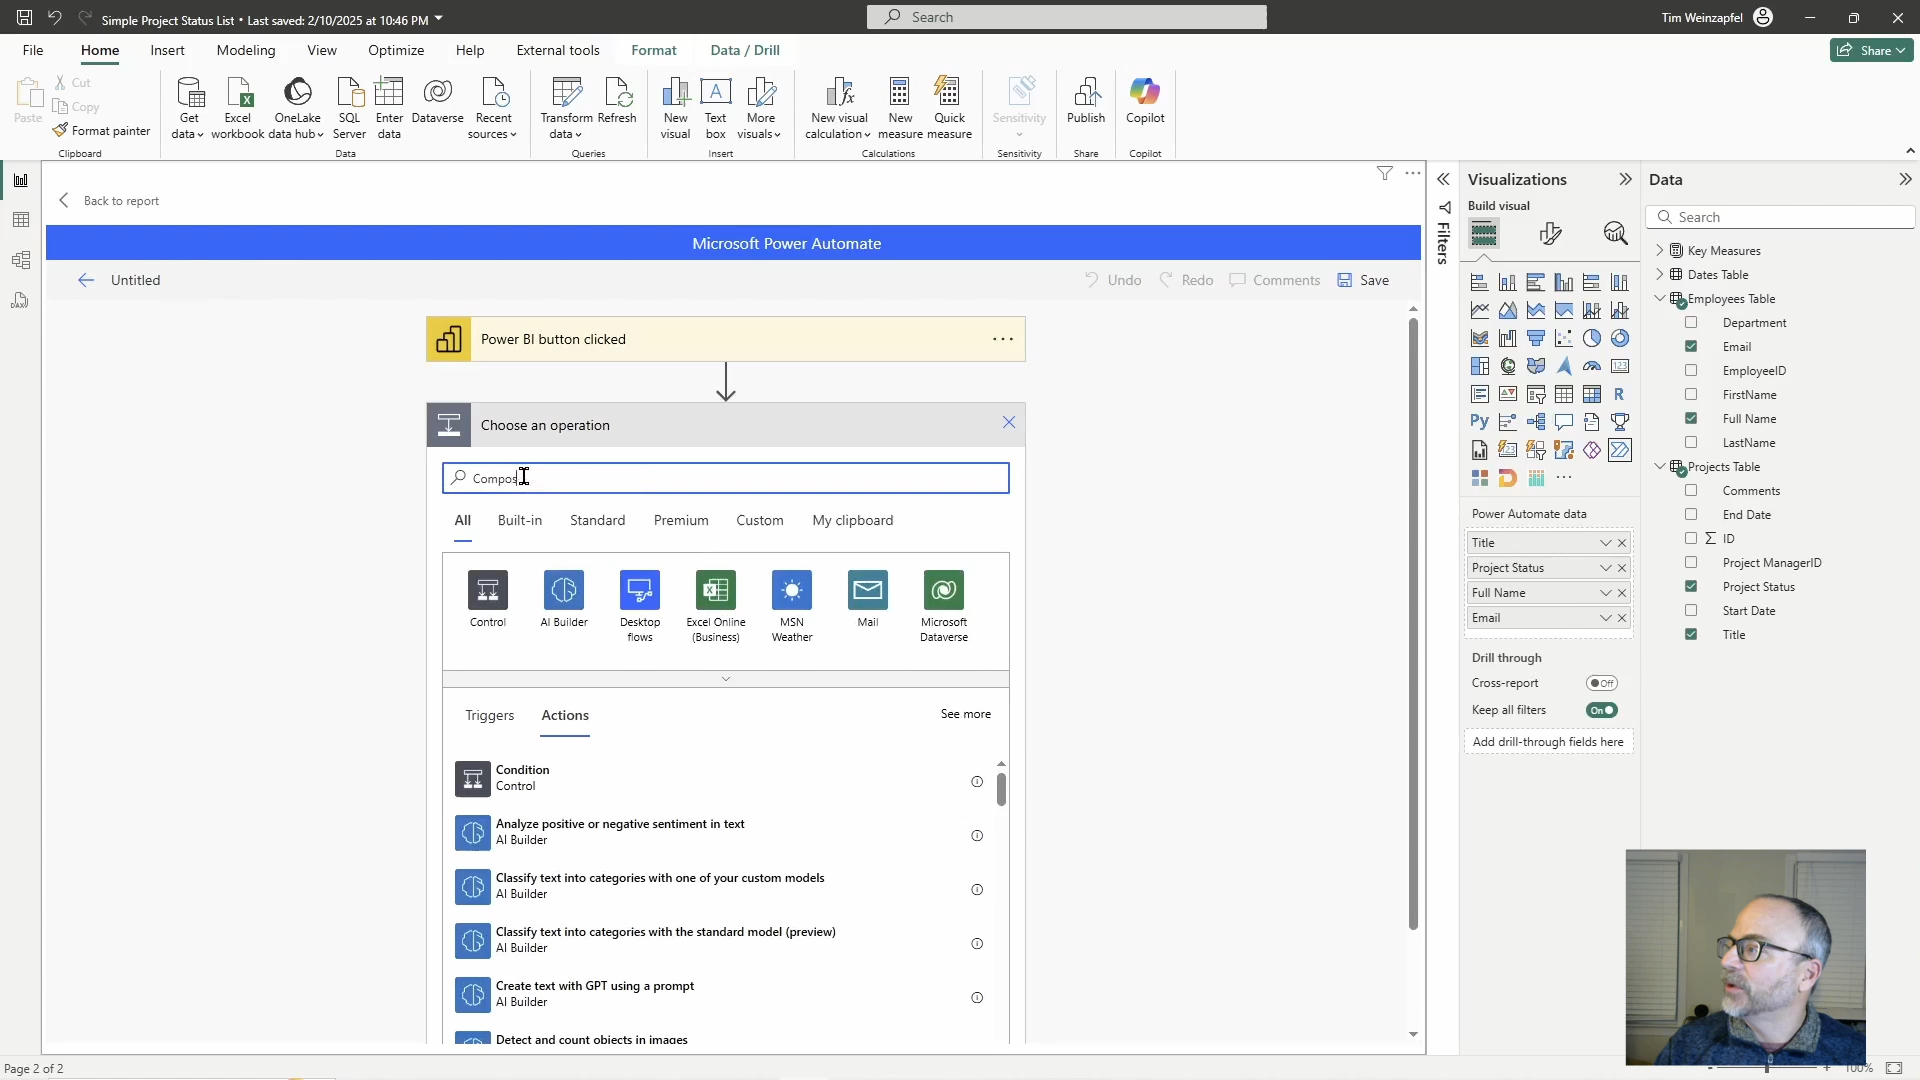 Simple Project Status List • Last saved: 2/10/2025 at 10:46 PM
Search
Tim Weinzapfel
File
Home
Insert
Modeling
View
Optimize
Help
External tools
Format
Data / Drill
Share
Paste
Cut
Copy
Format painter
Clipboard
Get data
Excel workbook
OneLake data hub
SQL Server
Enter data
Dataverse
Recent sources
Data
Transform data
Refresh
Queries
New visual
Text box
More visuals
Insert
New visual calculation
New measure
Quick measure
Calculations
Sensitivity
Sensitivity
Publish
Share
Copilot
Copilot
Back to report
Microsoft Power Automate
Untitled
Undo
Redo
Comments
Save
Power BI button clicked
Choose an operation
Compos
All
Built-in
Standard
Premium
Custom
My clipboard
Control
AI Builder
Desktop flows
Excel Online (Business)
MSN Weather
Mail
Microsoft Dataverse
Triggers
Actions
See more
Condition
Control
Analyze positive or negative sentiment in text
AI Builder
Classify text into categories with one of your custom models
AI Builder
Classify text into categories with the standard model (preview)
AI Builder
Create text with GPT using a prompt
AI Builder
Detect and count objects in images
Filters
Visualizations
Build visual
Power Automate data
Title
Project Status
Full Name
Email
Drill through
Cross-report
Off
Keep all filters
On
Add drill-through fields here
Data
Search
Key Measures
Dates Table
Employees Table
Department
Email
EmployeeID
FirstName
Full Name
LastName
Projects Table
Comments
End Date
ID
Project ManagerID
Project Status
Start Date
Title
Page 2 of 2
100%